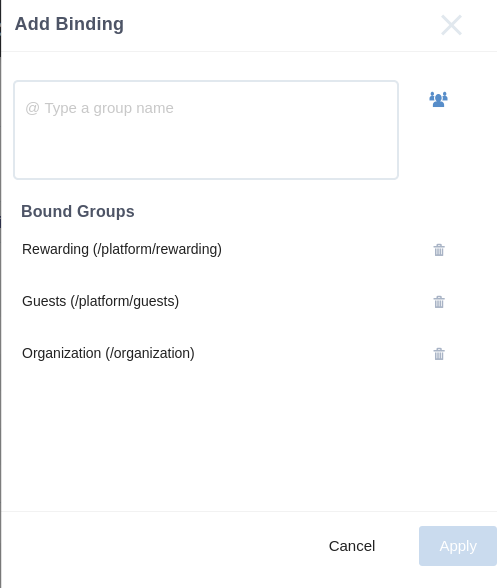 Add Binding
@ Type a group name
Bound Groups
Rewarding (/platform/rewarding)
Guests (/platform/guests)
Organization (/organization)
Cancel
Apply